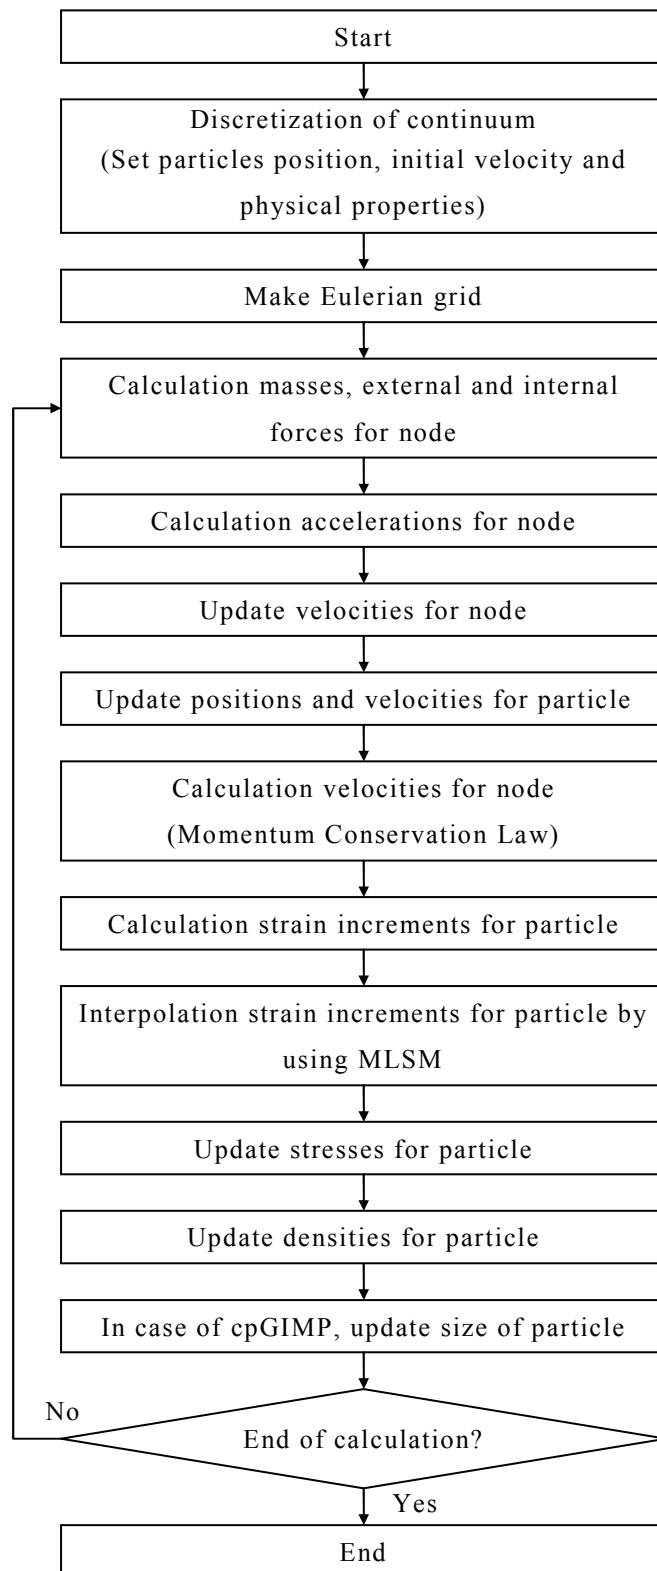 Start
Discretization of continuum
(Set particles position, initial velocity and
physical properties)
Make Eulerian grid
Calculation masses, external and internal
forces for node
Calculation accelerations for node
Update velocities for node
Update positions and velocities for particle
Calculation velocities for node
(Momentum Conservation Law)
Calculation strain increments for particle
Interpolation strain increments for particle by
using MLSM
Update stresses for particle
Update densities for particle
In case of cpGIMP, update size of particle
No
End of calculation?
Yes
End